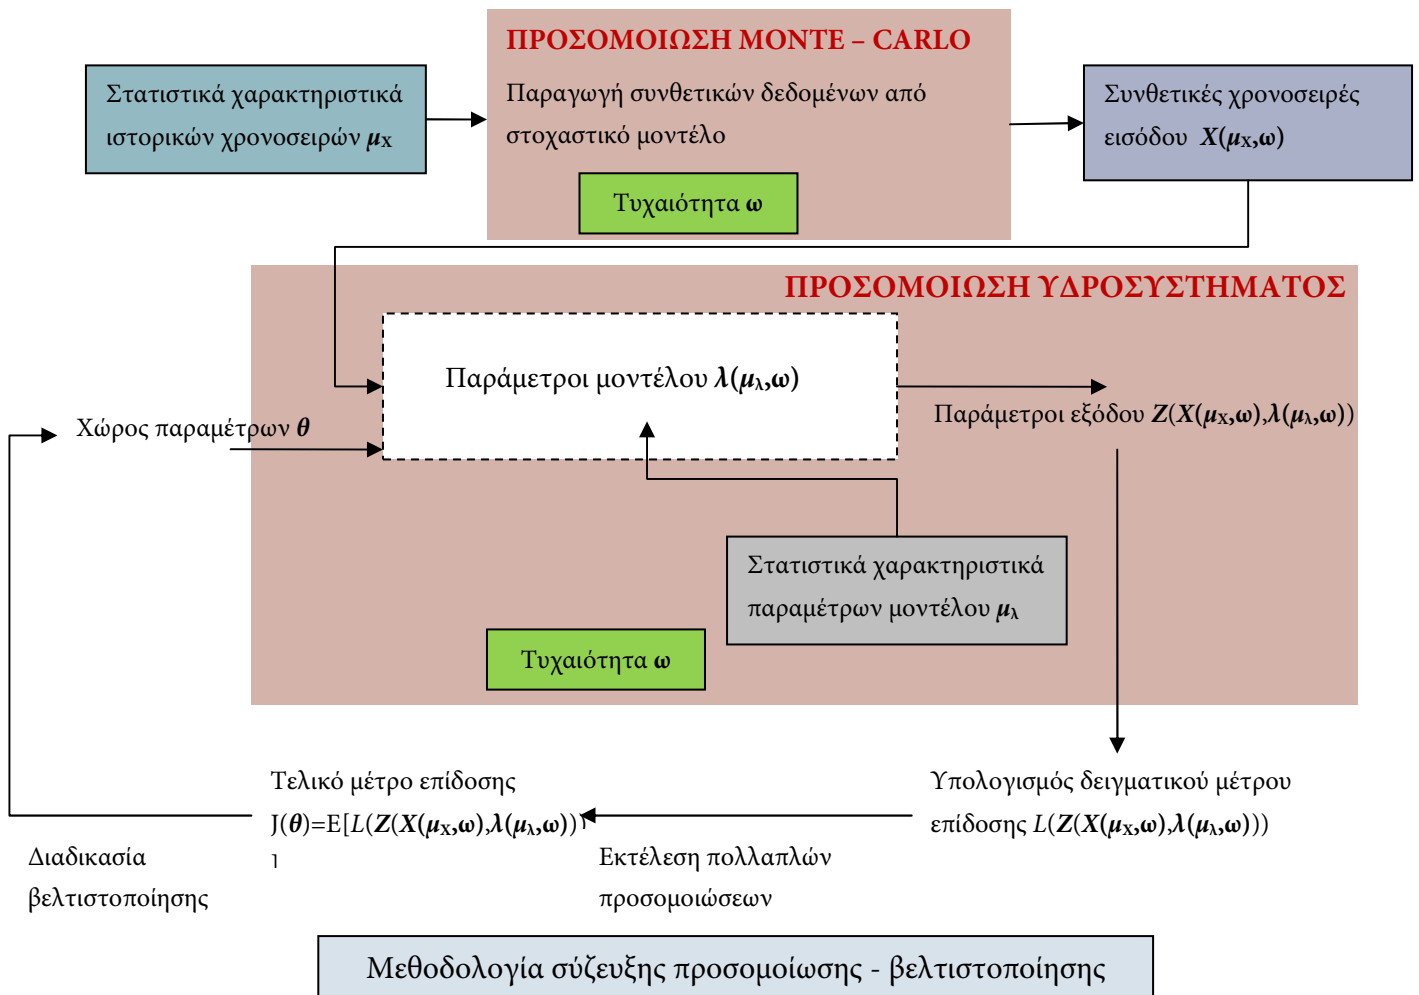 ΠΡΟΣΟΜΟΙΩΣΗ MONTE – CARLO
Στατιστικά χαρακτηριστικά
ιστορικών χρονοσειρών μX
Παραγωγή συνθετικών δεδομένων από
στοχαστικό μοντέλο
Τυχαιότητα ω
Συνθετικές χρονοσειρές
εισόδου X(μX,ω)
ΠΡΟΣΟΜΟΙΩΣΗ ΥΔΡΟΣΥΣΤΗΜΑΤΟΣ
Παράμετροι μοντέλου λ(μλ,ω)
Χώρος παραμέτρων θ
Παράμετροι εξόδου Z(X(μX,ω),λ(μλ,ω))
Στατιστικά χαρακτηριστικά
παραμέτρων μοντέλου μλ
Τυχαιότητα ω
Τελικό μέτρο επίδοσης
J(θ)=E[L(Z(X(μX,ω),λ(μλ,ω)))
]
Υπολογισμός δειγματικού μέτρου
επίδοσης L(Z(X(μX,ω),λ(μλ,ω)))
Διαδικασία
βελτιστοποίησης
Εκτέλεση πολλαπλών
προσομοιώσεων
Μεθοδολογία σύζευξης προσομοίωσης - βελτιστοποίησης